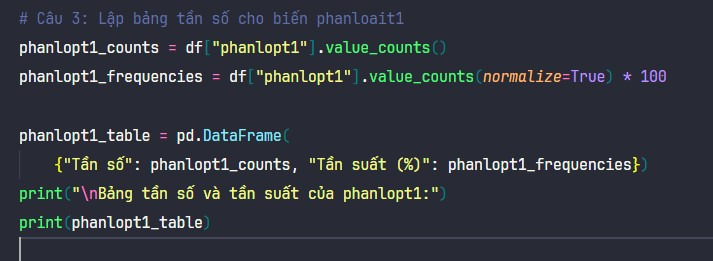 # Câu 3: Lập bảng tần số cho biến phanloait1
phanlopt1_counts = df["phanlopt1"].value_counts()
phanlopt1_frequencies = df["phanlopt1"].value_counts(normalize=True) * 100
phanlopt1_table = pd.DataFrame(
{"Tần số": phanlopt1_counts, "Tần suất (%)": phanlopt1_frequencies})
print("\nBảng tần số và tần suất của phanlopt1:")
print(phanlopt1_table)